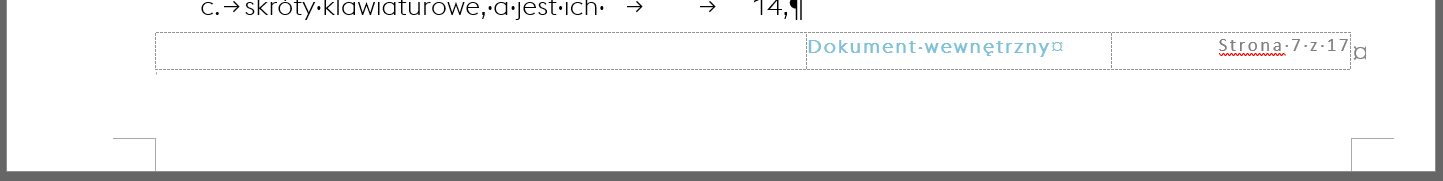 c. skróty klawiaturowe, a jest ich 14,
Dokument wewnętrzny
Strona 7 z 17